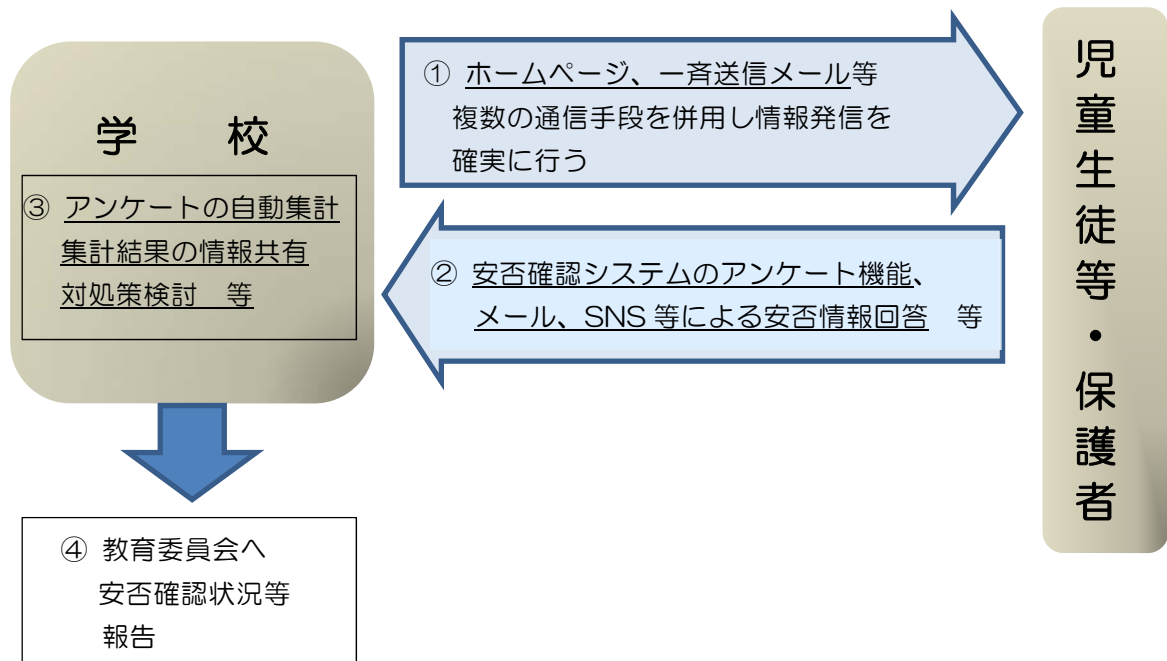 学　校
① ホームページ、一斉送信メール等
複数の通信手段を併用し情報発信を
確実に行う
② 安否確認システムのアンケート機能、
メール、SNS 等による安否情報回答　等
③ アンケートの自動集計
集計結果の情報共有
対処策検討　等
④ 教育委員会へ
安否確認状況等
報告
児童生徒等・保護者